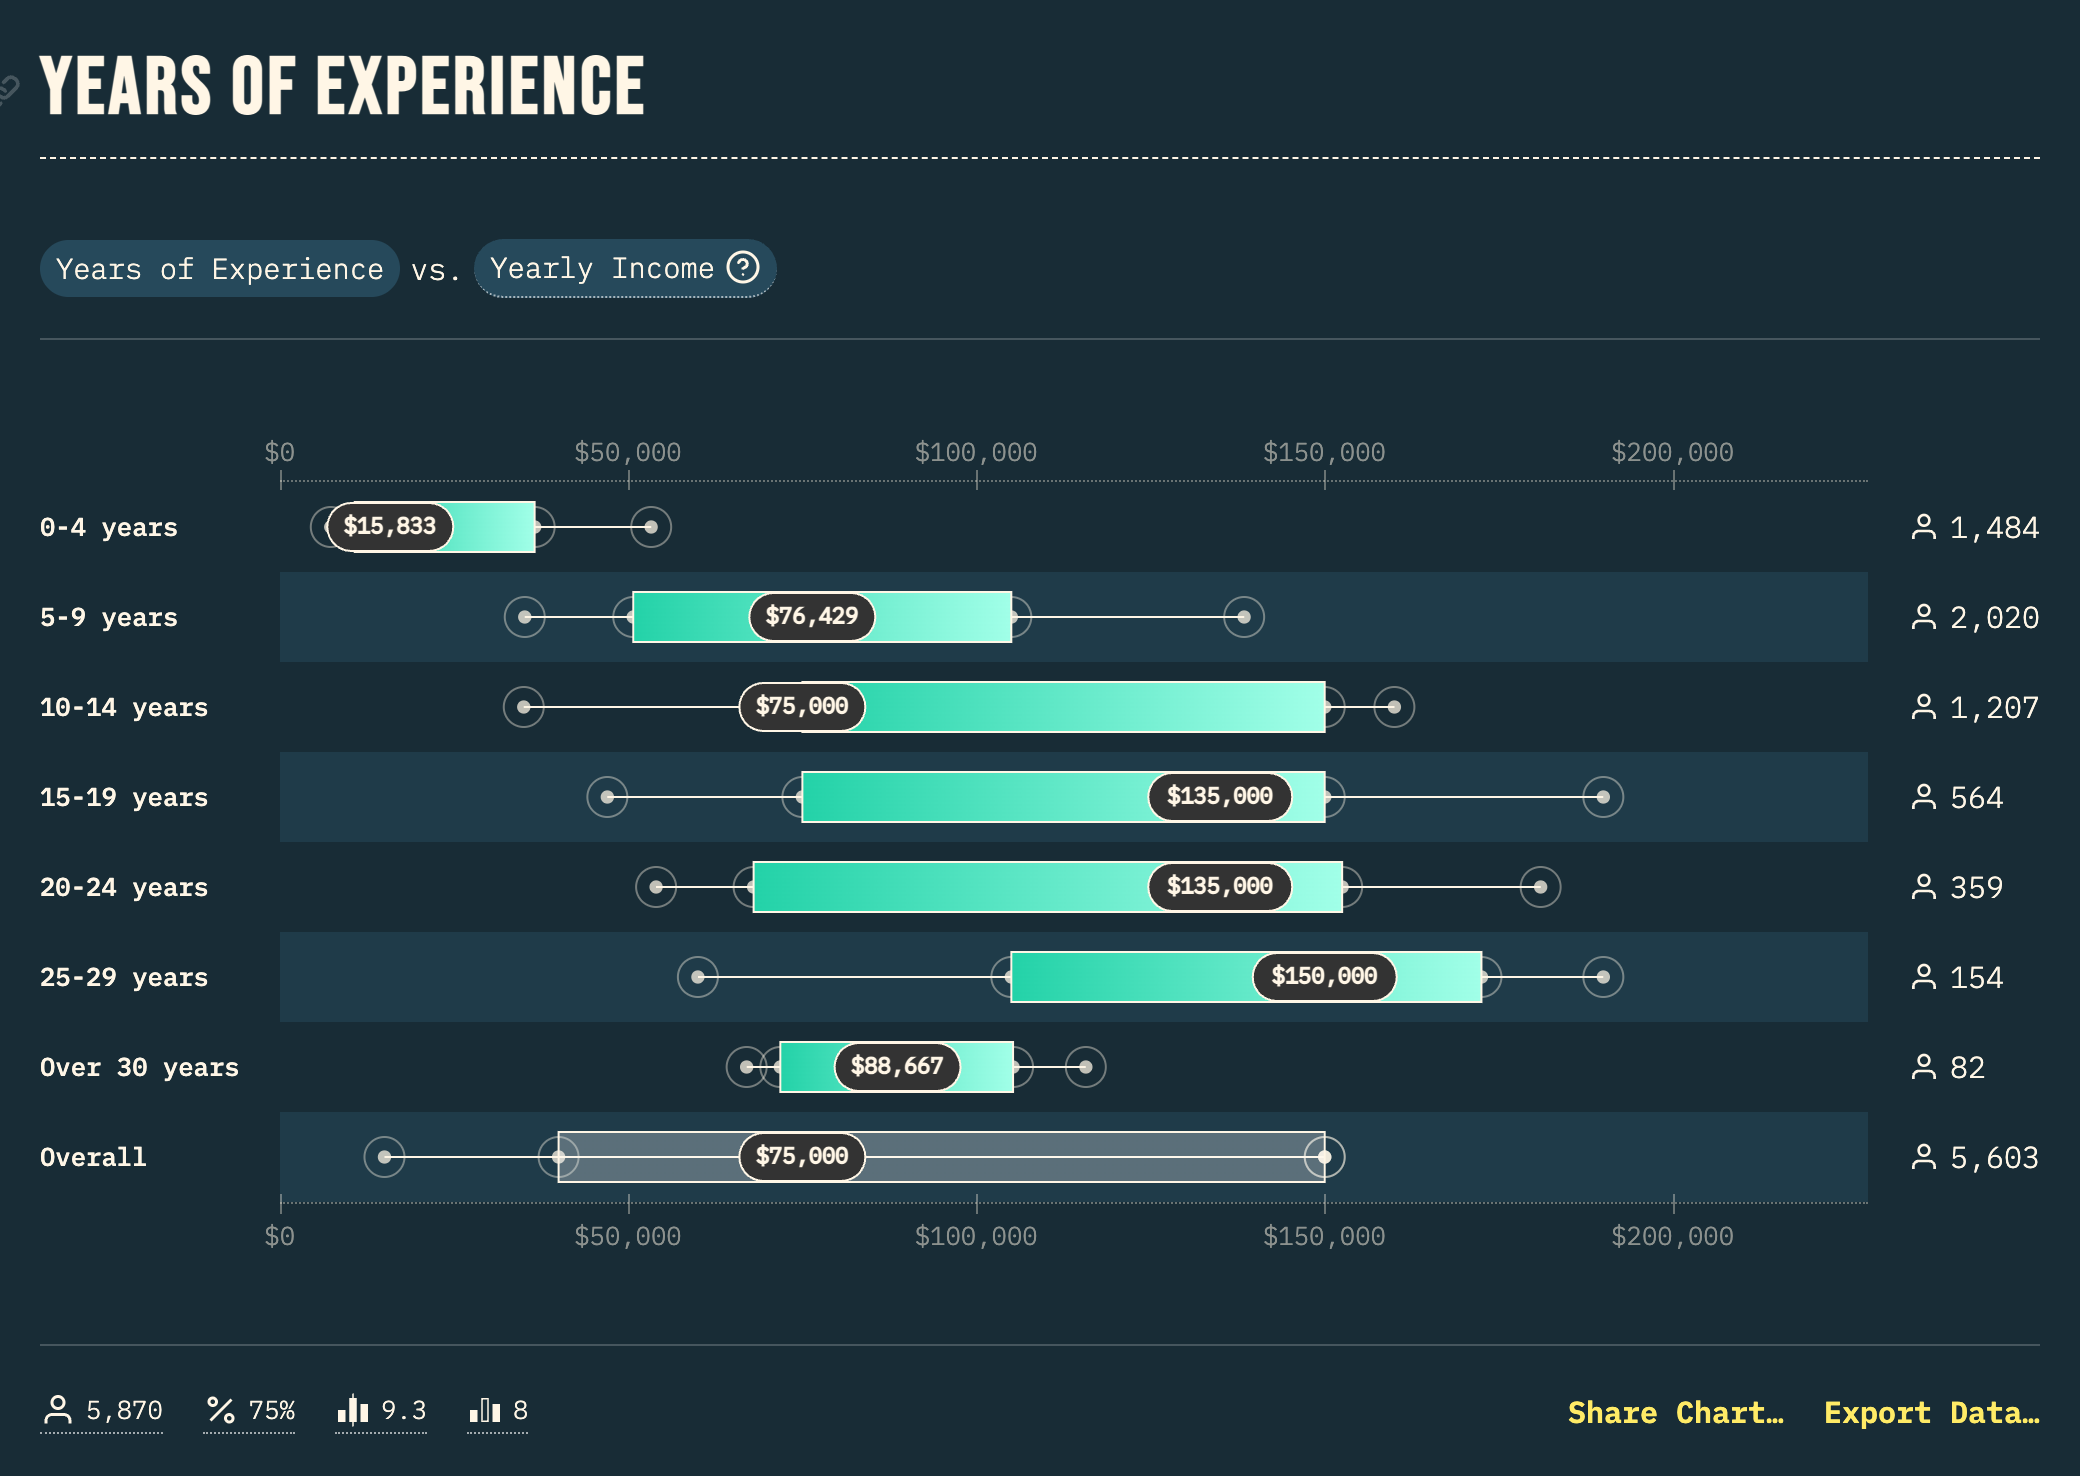 YEARS OF EXPERIENCE
Years of Experience vs. Yearly Income ?
$0 $50,000 $100,000 $150,000 $200,000
0-4 years $15,833 1,484
5-9 years $76,429 2,020
10-14 years $75,000 1,207
15-19 years $135,000 564
20-24 years $135,000 359
25-29 years $150,000 154
Over 30 years $88,667 82
Overall $75,000 5,603
$0 $50,000 $100,000 $150,000 $200,000
5,870 75% 9.3 8 Share Chart… Export Data…